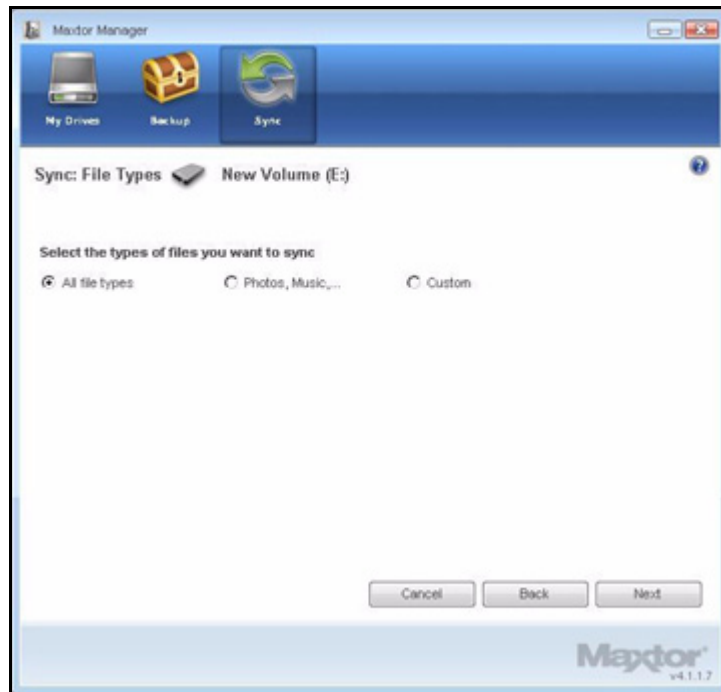 Maxtor Manager
My Drives Backup Sync
Sync: File Types New Volume (E:)
Select the types of files you want to sync
All file types Photos, Music,... Custom
Cancel Back Next
Maxtor
v4.1.1.7